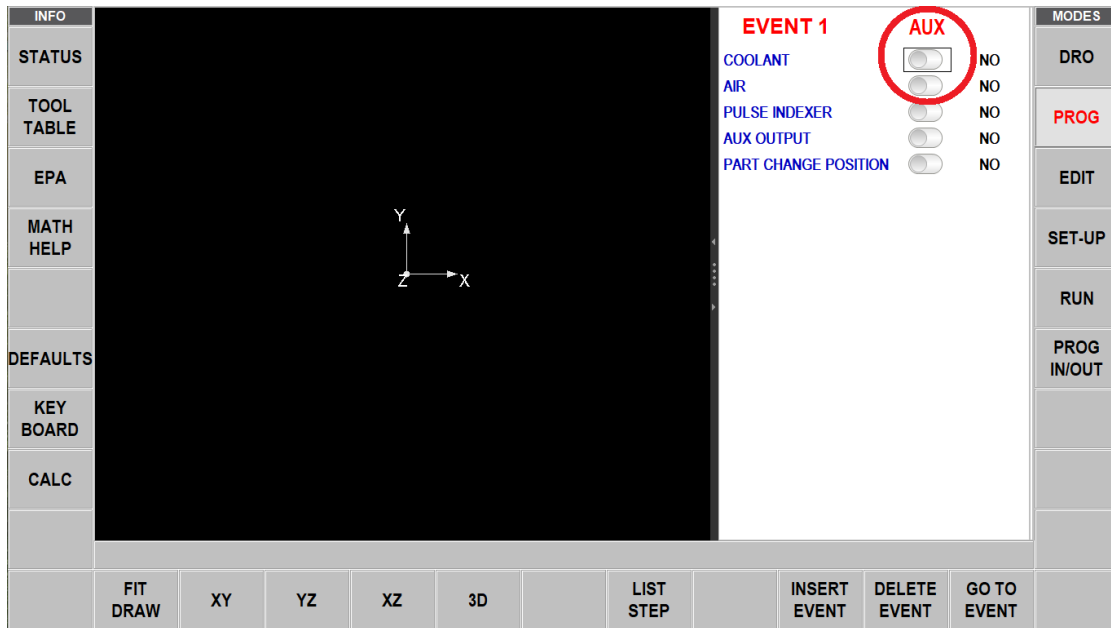 INFO
STATUS
TOOL
TABLE
EPA
MATH
HELP
DEFAULTS
KEY
BOARD
CALC
Y
Z
X
EVENT 1 AUX
COOLANT NO
AIR NO
PULSE INDEXER NO
AUX OUTPUT NO
PART CHANGE POSITION NO
MODES
DRO
PROG
EDIT
SET-UP
RUN
PROG
IN/OUT
FIT
DRAW
XY
YZ
XZ
3D
LIST
STEP
INSERT
EVENT
DELETE
EVENT
GO TO
EVENT